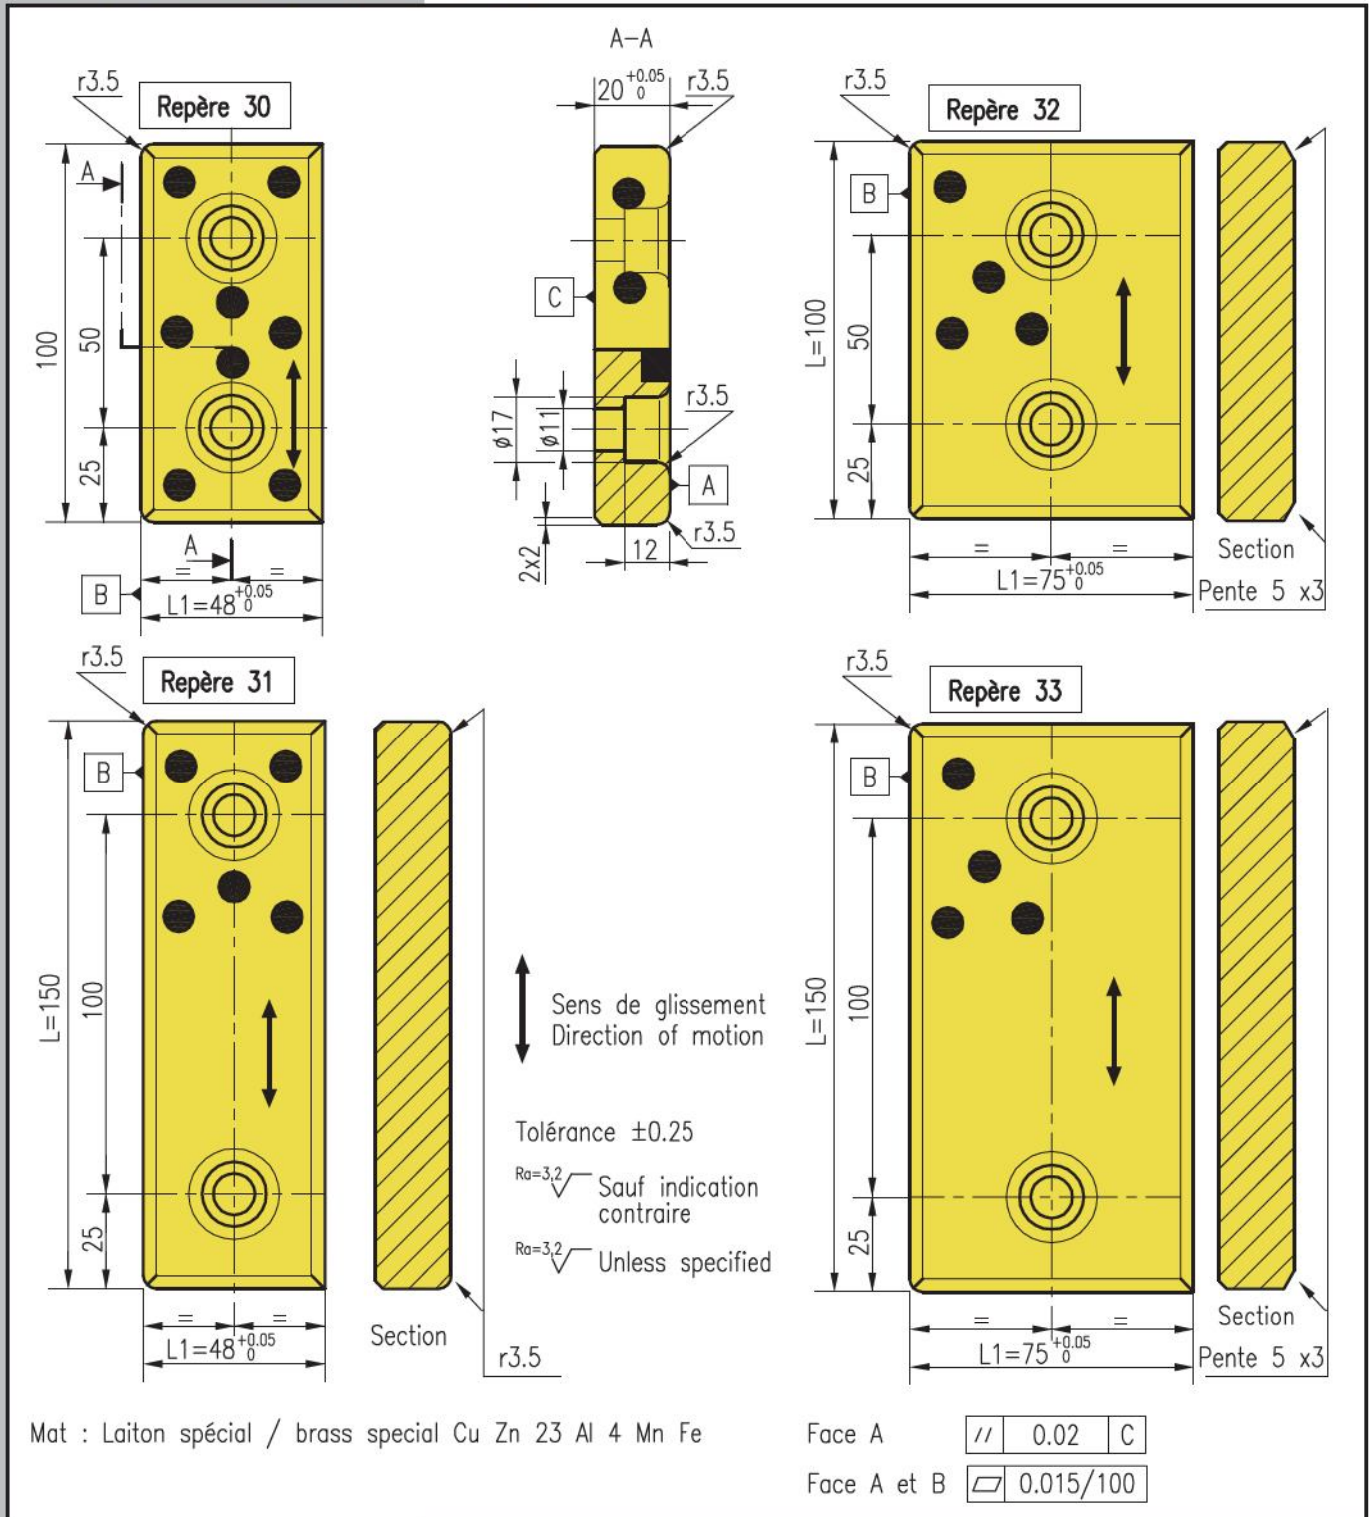 A-A
r3.5
Repère 30
20 +0.05 0
r3.5
r3.5
Repère 32
A
B
100
50
25
C
ø17
ø11
r3.5
A
r3.5
2x2
12
L=100
50
25
A
= =
B
L1=48 +0.05 0
= =
L1=75 +0.05 0
Section
Pente 5 x3
r3.5
Repère 31
r3.5
Repère 33
B
B
L=150
100
25
Sens de glissement
Direction of motion
Tolérance ±0.25
Ra=3,2 Sauf indication
contraire
Ra=3,2 Unless specified
L=150
100
25
= =
L1=48 +0.05 0
Section
r3.5
= =
L1=75 +0.05 0
Section
Pente 5 x3
Mat : Laiton spécial / brass special Cu Zn 23 Al 4 Mn Fe
Face A // 0.02 C
Face A et B ▱ 0.015/100